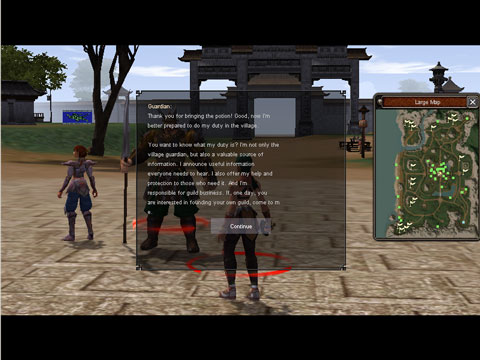 Guardian:
Thank you for bringing the potion! Good, now I'm
better prepared to do my duty in the village.
You want to know what my duty is? I'm not only the
village guardian, but also a valuable source of
information. I announce useful information
everyone needs to hear. I also offer my help and
protection to those who need it. And I'm
responsible for guild business. If, one day, you
are interested in founding your own guild, come to m
e.
Continue
Large Map